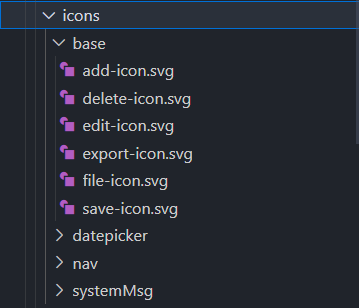 icons
base
add-icon.svg
delete-icon.svg
edit-icon.svg
export-icon.svg
file-icon.svg
save-icon.svg
datepicker
nav
systemMsg